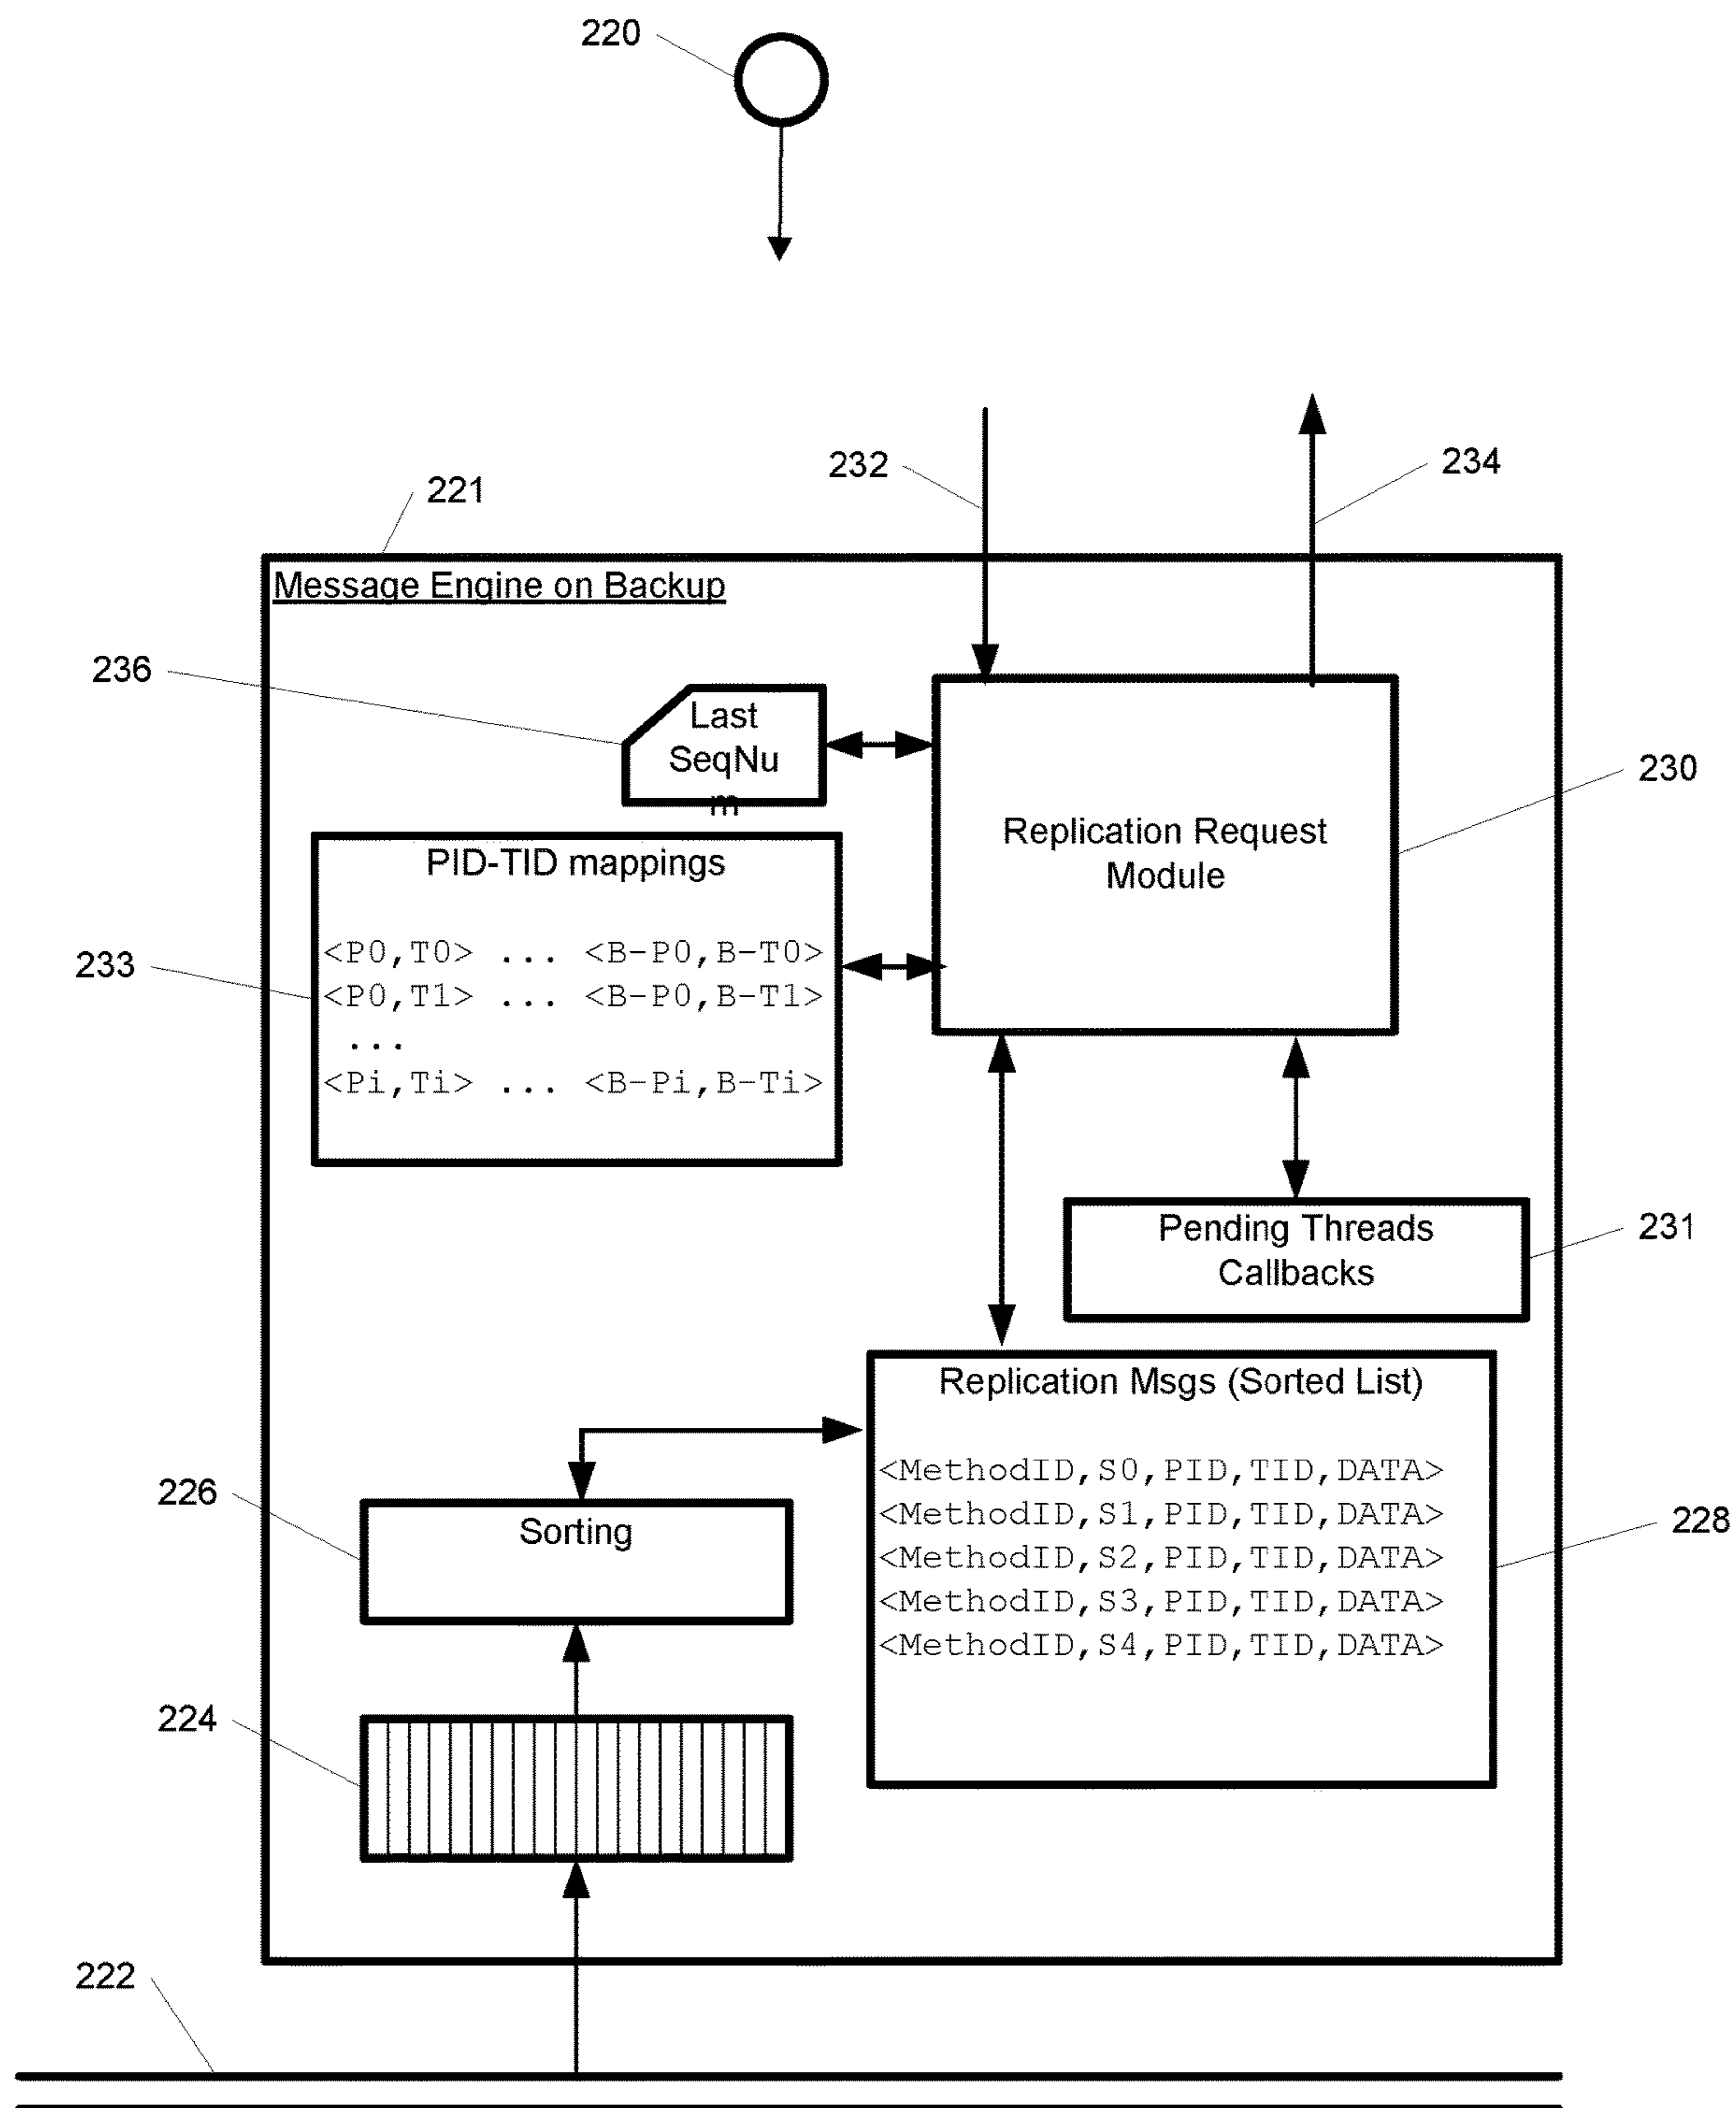 220
232
234
221
Message Engine on Backup
236
Last
SeqNu
m
230
Replication Request
Module
PID-TID mappings
233
<P0,T0> ... <B-P0,B-T0>
<P0,T1> ... <B-P0,B-T1>
...
<Pi,Ti> ... <B-Pi,B-Ti>
Pending Threads
Callbacks
231
Replication Msgs (Sorted List)
<MethodID,S0,PID,TID,DATA>
<MethodID,S1,PID,TID,DATA>
<MethodID,S2,PID,TID,DATA>
<MethodID,S3,PID,TID,DATA>
<MethodID,S4,PID,TID,DATA>
228
226
Sorting
224
222